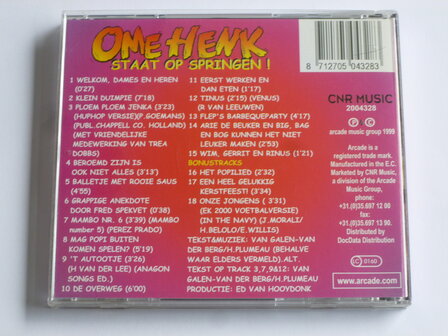 OME HENK
STAAT OP SPRINGEN !
1 WELKOM, DAMES EN HEREN
(0'27)
2 KLEIN DUIMPIE (0'18)
3 PLOEM PLOEM JENKA (3'23)
(HUPHOP VERSIE)(P.GOEMANS)
(PUBL.CHAPPELL CO. HOLLAND)
(MET VRIENDELIJKE
MEDEWERKING VAN TREA
DOBBS)
4 BEROEMD ZIJN IS
OOK NIET ALLES (3'13)
5 BALLETJE MET ROOIE SAUS
(4'55)
6 GRAPPIGE ANEKDOTE
DOOR FRED SPEKVET (0'38)
7 MAMBO NR. 6 (3'39) (MAMBO
number 5) (PEREZ PRADO)
8 MAG POPI BUITEN
KOMEN SPELEN? (5'19)
9 'T AUTOOTJE (3'26)
(H VAN DER LEE) (ANAGON
SONGS ED.)
10 DE OVERWEG (6'00)
11 EERST WERKEN EN
DAN ETEN (1'17)
12 TINUS (2'15) (VENUS)
(R VAN LEEUWEN)
13 FLEP'S BARBEQUEPARTY (4'17)
14 ARIE DE BEUKER EN BIG, BAG
EN BOG KUNNEN HET NIET
LEUKER MAKEN (2'53)
15 WIM, GERRIT EN RINUS (1'21)
BONUSTRACKS
16 HET POPILIED (2'32)
17 EEN HEEL GELUKKIG
KERSTFEEST! (3'34)
18 ONZE JONGENS ( 3'31)
(EK 2000 VOETBALVERSIE)
(IN THE NAVY) (J.MORALI/
H.BELOLO/E.WILLIS)
TEKST&MUZIEK: VAN GALEN-VAN
DER BERG/H.PLUMEAU (BEHALVE
WAAR ELDERS VERMELD). ALT.
TEKST OP TRACK 3,7,9&12: VAN
GALEN-VAN DER BERG/H.PLUMEAU
PRODUCTIE: ED VAN HOOYDONK
8 712705 043283
CNR MUSIC
2004328
P C
arcade music group 1999
Arcade is a
registered trade mark.
Manufactured in the E.C.
Marketed by CNR Music,
a division of the Arcade
Music Group,
phone:
+31.(0)35.697 12 00
fax:
+31.(0)35.697 13 90.
Distributed by
DocData Distribution
LC 0160
www.arcade.com